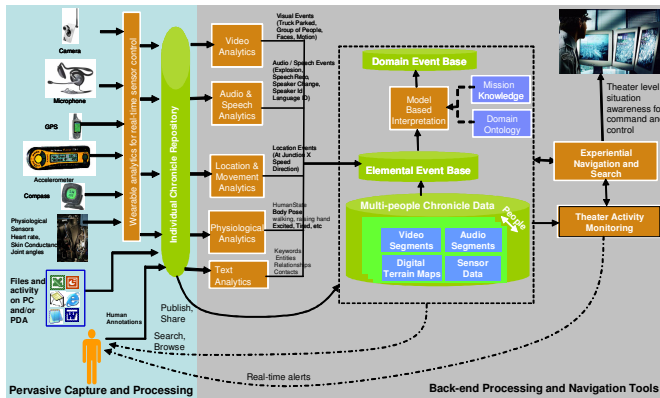 Camera
Microphone
GPS
Accelerometer
Compass
Physiological
Sensors
Heart rate,
Skin Conductance
Joint angles
Files and
activity
on PC
and/or
PDA
Wearable analytics for real-time sensor control
Individual Chronicle Repository
Human
Annotations
Video
Analytics
Audio &
Speech
Analytics
Location &
Movement
Analytics
Physiological
Analytics
Text
Analytics
Visual Events
(Truck Parked,
Group of People,
Faces, Motion)
Audio / Speech Events
(Explosion,
Speech Reco,
Speaker Change,
Speaker Id
Language ID)
Location Events
(At Junction X
Speed
Direction)
HumanState
Body Pose
walking, raising hand
Excited, Tired, etc
Keywords
Entities
Relationships
Contacts
Publish,
Share
Search,
Browse
Real-time alerts
Domain Event Base
Model
Based
Interpretation
Mission
Knowledge
Domain
Ontology
Elemental Event Base
Multi-people Chronicle Data
People
Video
Segments
Audio
Segments
Digital
Terrain Maps
Sensor
Data
Theater level
situation
awareness for
command and
control
Experiential
Navigation and
Search
Theater Activity
Monitoring
Pervasive Capture and Processing
Back-end Processing and Navigation Tools